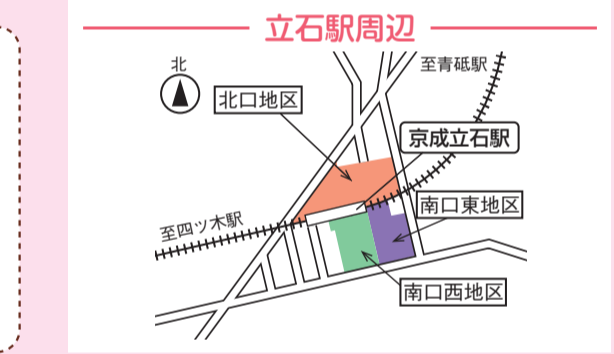 立石駅周辺
北
至青砥駅
北口地区
京成立石駅
南口東地区
至四ツ木駅
南口西地区